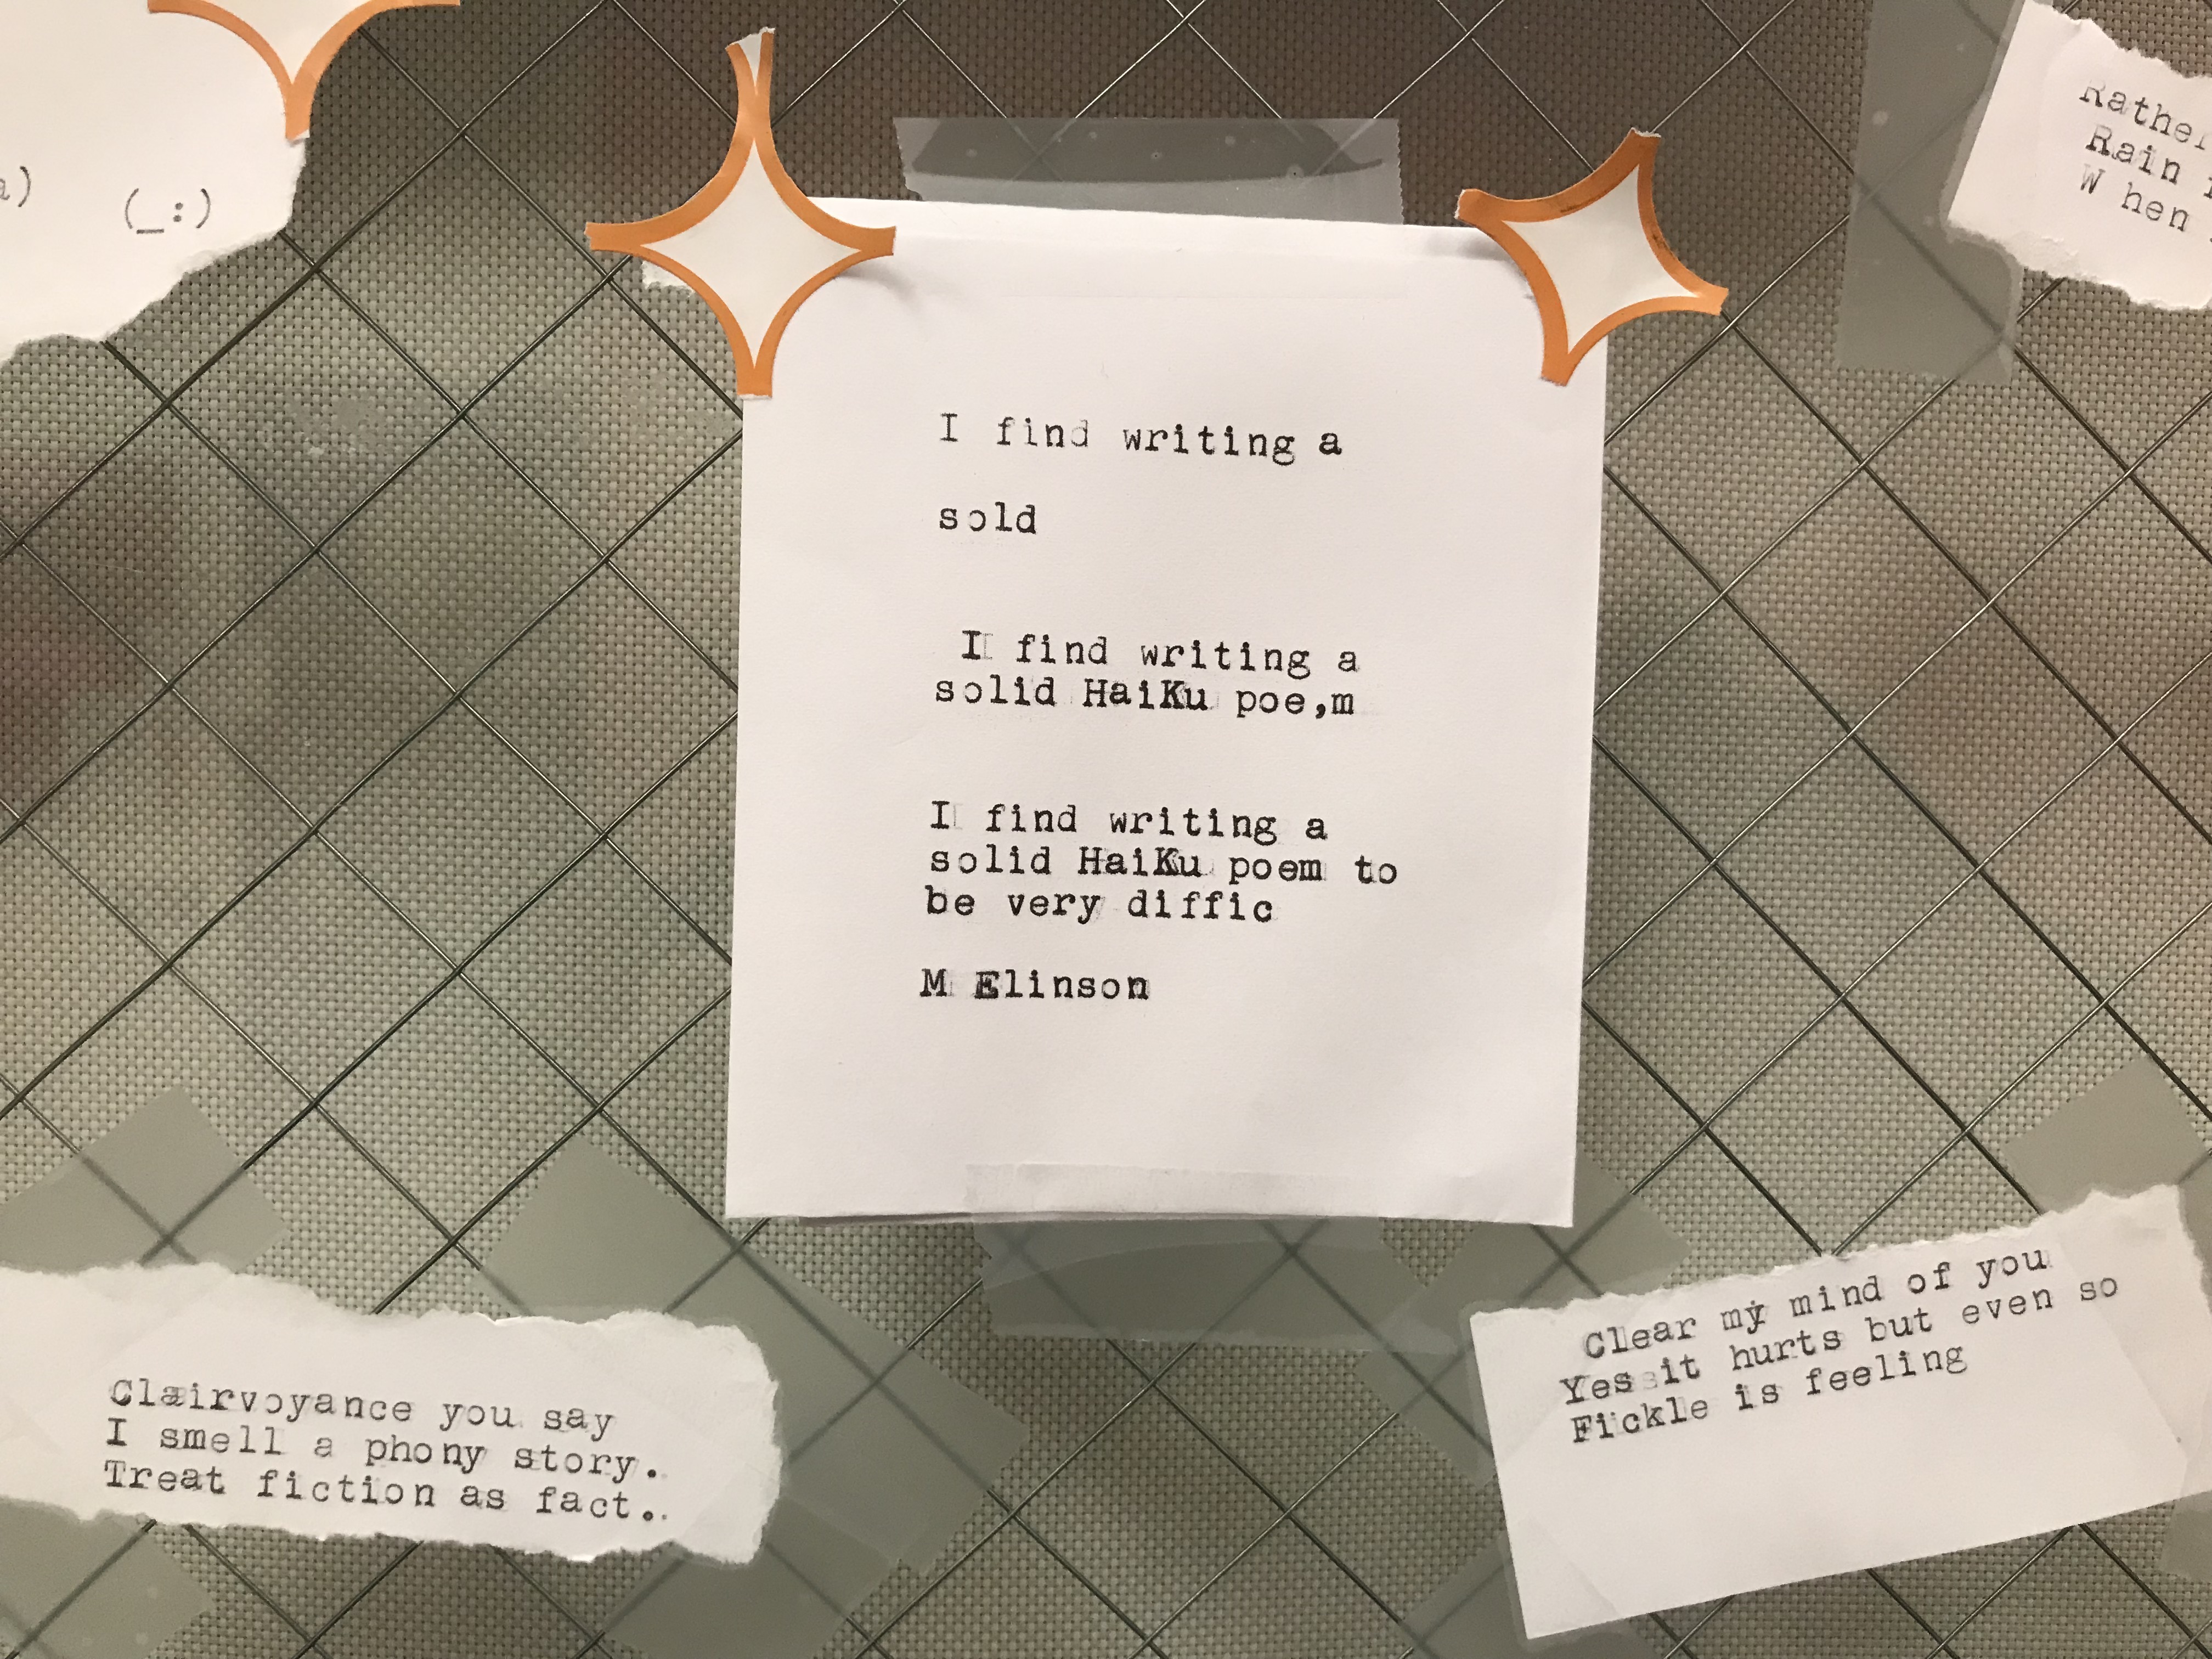 (_:)
Rain
W hen
I find writing a
sold
I find writing a
solid HaiKu poe,m
I find writing a
solid HaiKu poem to
be very diffic
M Elinson
Clairvoyance you say
I smell a phony story.
Treat fiction as fact..
Clear my mind of you
Yes it hurts but even so
Fickle is feeling